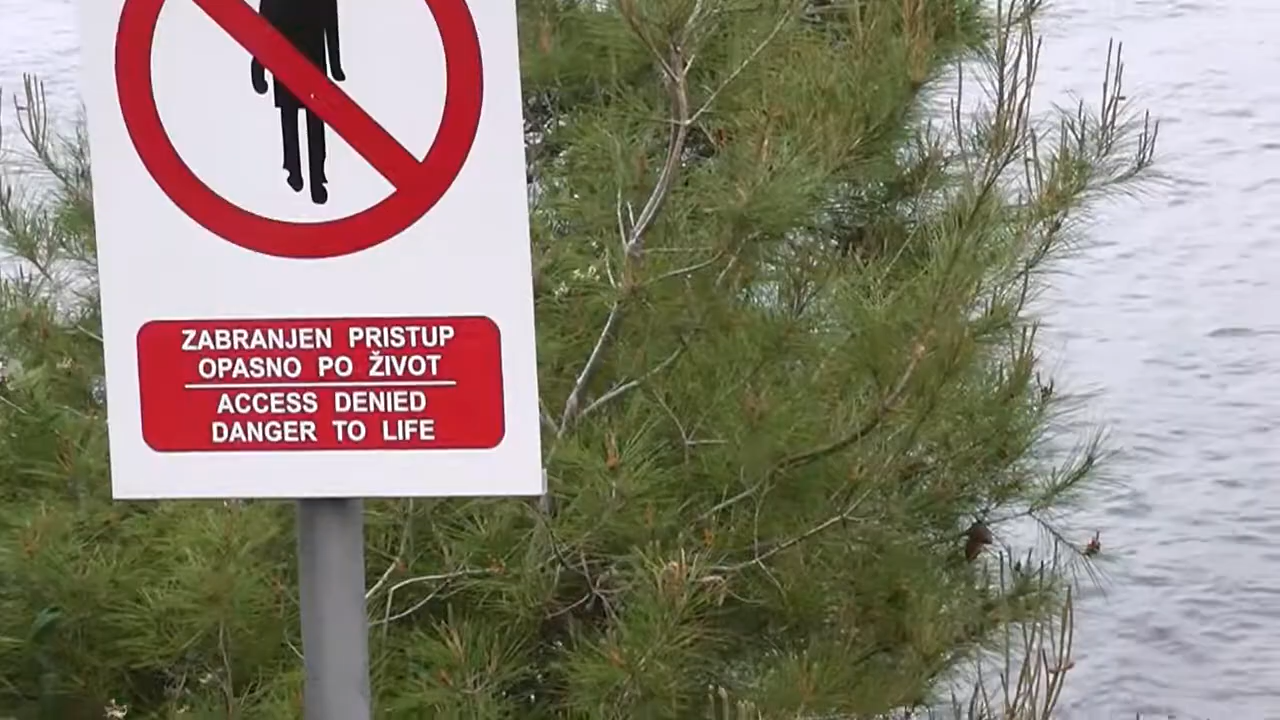 ZABRANJEN PRISTUP
OPASNO PO ŽIVOT
ACCESS DENIED
DANGER TO LIFE